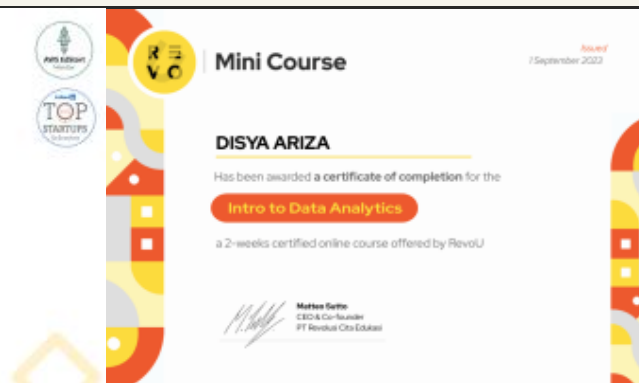 RE
VO
Mini Course
Issued
1 September 2023
DISYA ARIZA
Has been awarded a certificate of completion for the
Intro to Data Analytics
a 2-weeks certified online course offered by RevoU
Matteo Sutto
CEO & Co-founder
PT Revolusi Cita Edukasi
TOP
STARTUPS